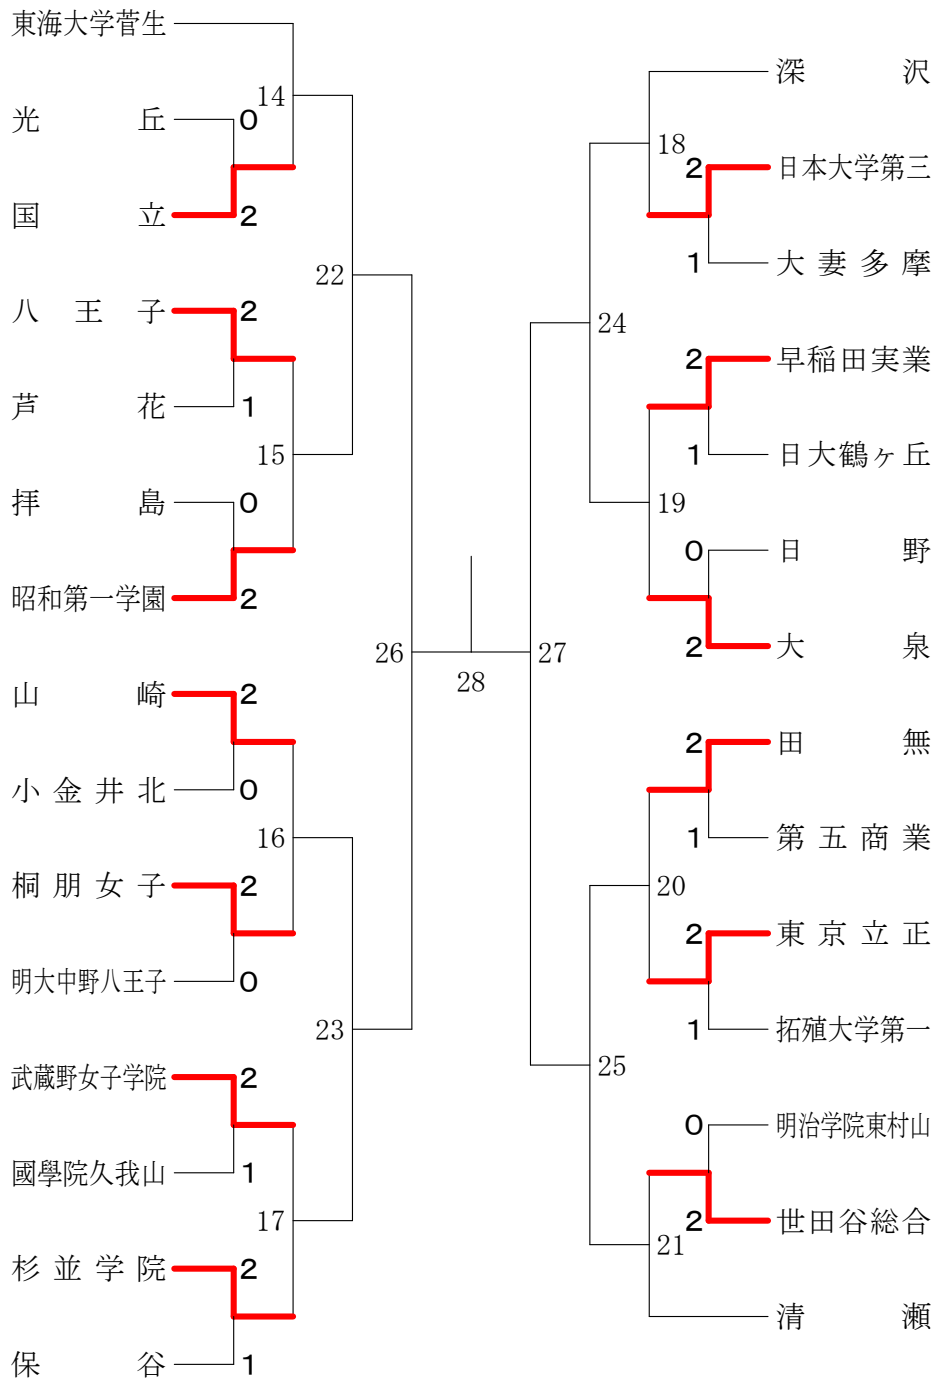 東海大学菅生
14
光丘 0
国立 2
22
八王子 2
芦花 1
15
拝島 0
昭和第一学園 2
26
山崎 2
小金井北 0
16
桐朋女子 2
明大中野八王子 0
23
武蔵野女子学院 2
國學院久我山 1
17
杉並学院 2
保谷 1
28
深沢
18
2 日本大学第三
1 大妻多摩
24
2 早稲田実業
1 日大鶴ヶ丘
19
0 日野
2 大泉
27
2 田無
1 第五商業
20
2 東京立正
1 拓殖大学第一
25
0 明治学院東村山
2 世田谷総合
21
清瀬